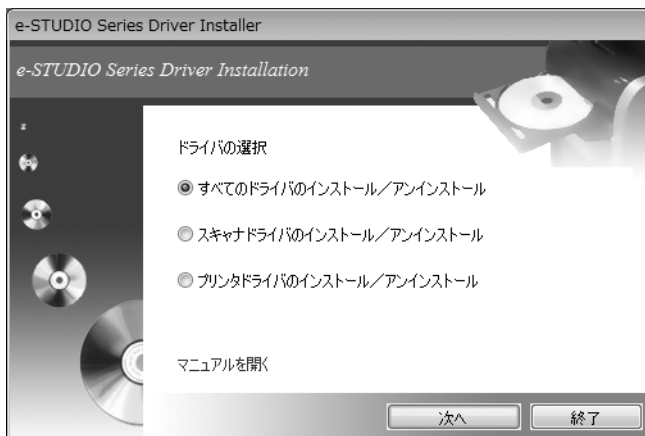 e-STUDIO Series Driver Installer
e-STUDIO Series Driver Installation
ドライバの選択
すべてのドライバのインストール／アンインストール
スキャナドライバのインストール／アンインストール
プリンタドライバのインストール／アンインストール
マニュアルを開く
次へ
終了